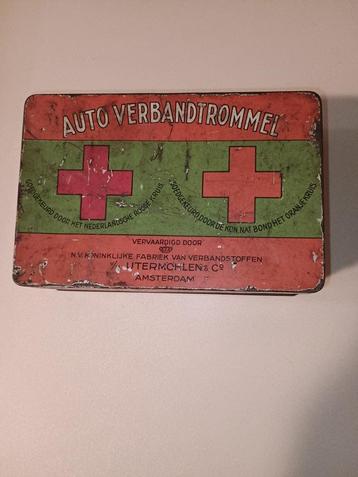 AUTO VERBANDTROMMEL
GOEDGEKEURD DOOR HET NEDERLANDSCHE ROODE KRUIS
GOEDGEKEURD DOOR DE KON. NAT. BOND HET ORANJE KRUIS
VERVAARDIGD DOOR
N.V. KONINKLIJKE FABRIEK VAN VERBANDSTOFFEN
V/H UTERMÖHLEN & Co
AMSTERDAM